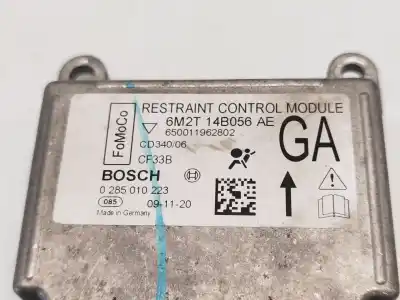 RESTRAINT CONTROL MODULE
FoMoCo
6M2T 14B056 AE
650011962802
GA
CD340/06
CF33B
BOSCH
0 285 010 223
085
09-11-20
Made in Germany